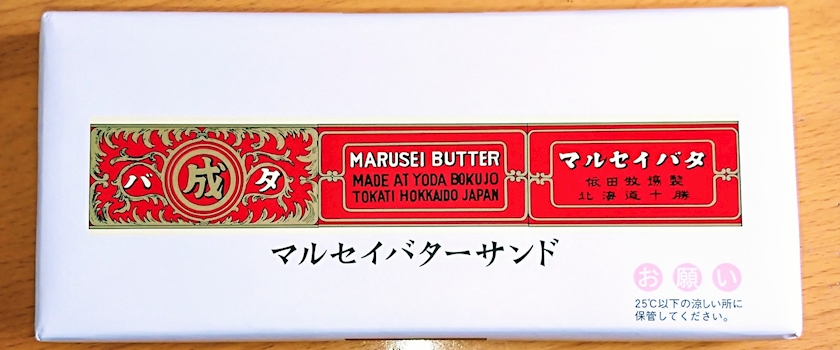 バ 成 タ
MARUSEI BUTTER
MADE AT YODA BOKUJO
TOKATI HOKKAIDO JAPAN
マルセイバタ
依田牧場製
北海道十勝
マルセイバターサンド
お願い
25℃以下の涼しい所に
保管してください。